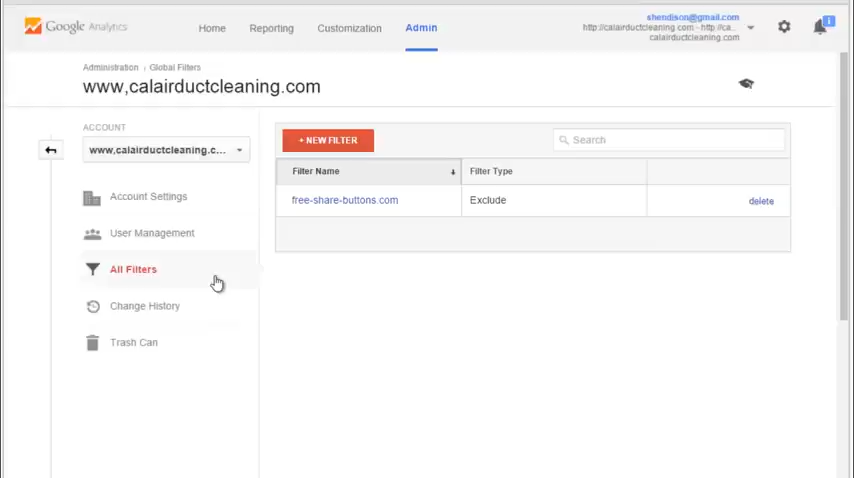 Google Analytics
Home
Reporting
Customization
Admin
shendison@gmail.com
http://calairductcleaning.com - http://ca...
calairductcleaning.com
i
Administration › Global Filters
www,calairductcleaning.com
ACCOUNT
www,calairductcleaning.c...
Account Settings
User Management
All Filters
Change History
Trash Can
+ NEW FILTER
Search
Filter Name
Filter Type
free-share-buttons.com
Exclude
delete